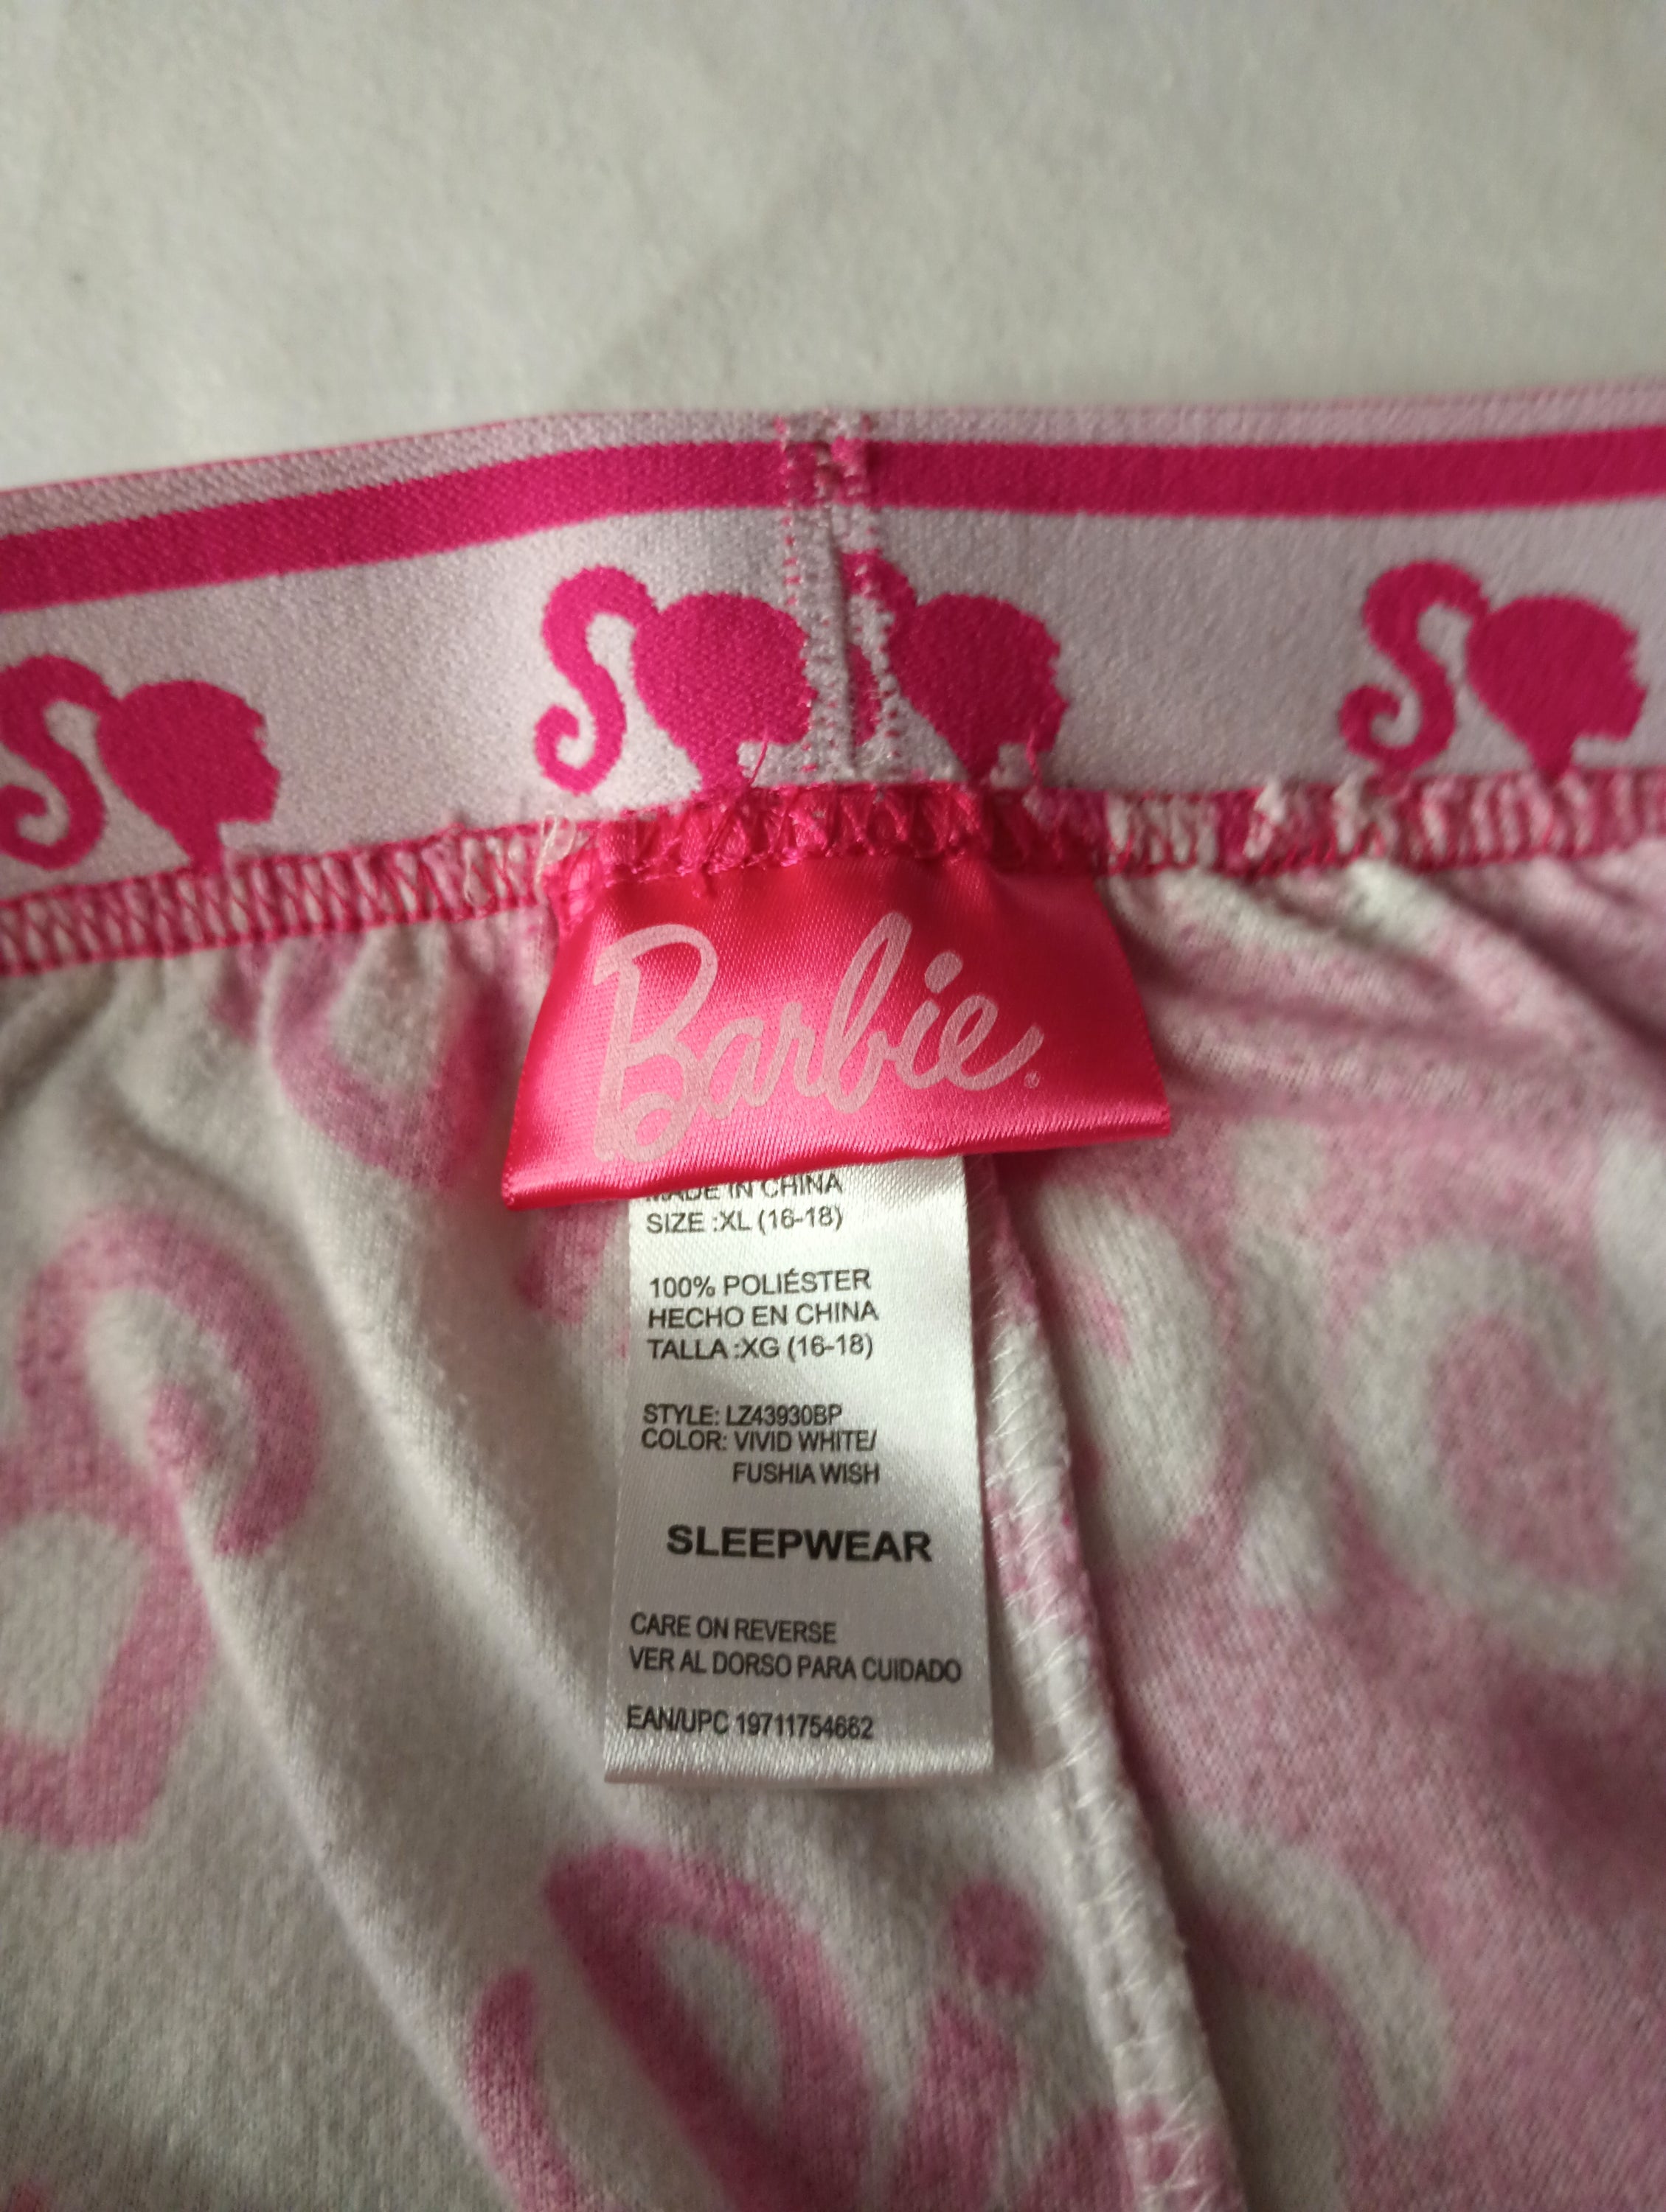 Barbie
MADE IN CHINA
SIZE :XL (16-18)
100% POLIÉSTER
HECHO EN CHINA
TALLA :XG (16-18)
STYLE: LZ43930BP
COLOR: VIVID WHITE/
FUSHIA WISH
SLEEPWEAR
CARE ON REVERSE
VER AL DORSO PARA CUIDADO
EAN/UPC 19711754662